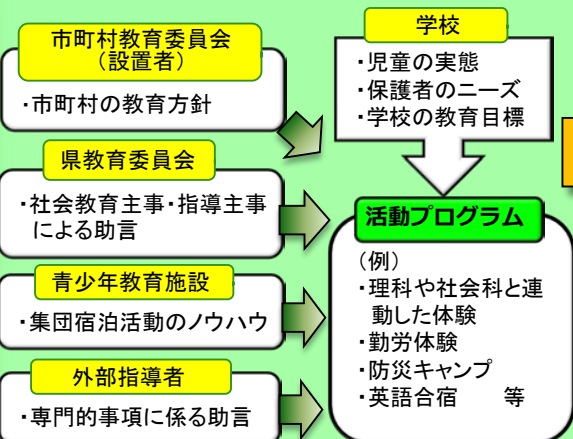 市町村教育委員会
(設置者)
・市町村の教育方針
県教育委員会
・社会教育主事・指導主事
による助言
青少年教育施設
・集団宿泊活動のノウハウ
外部指導者
・専門的事項に係る助言
学校
・児童の実態
・保護者のニーズ
・学校の教育目標
活動プログラム
(例)
・理科や社会科と連
動した体験
・勤労体験
・防災キャンプ
・英語合宿　　等